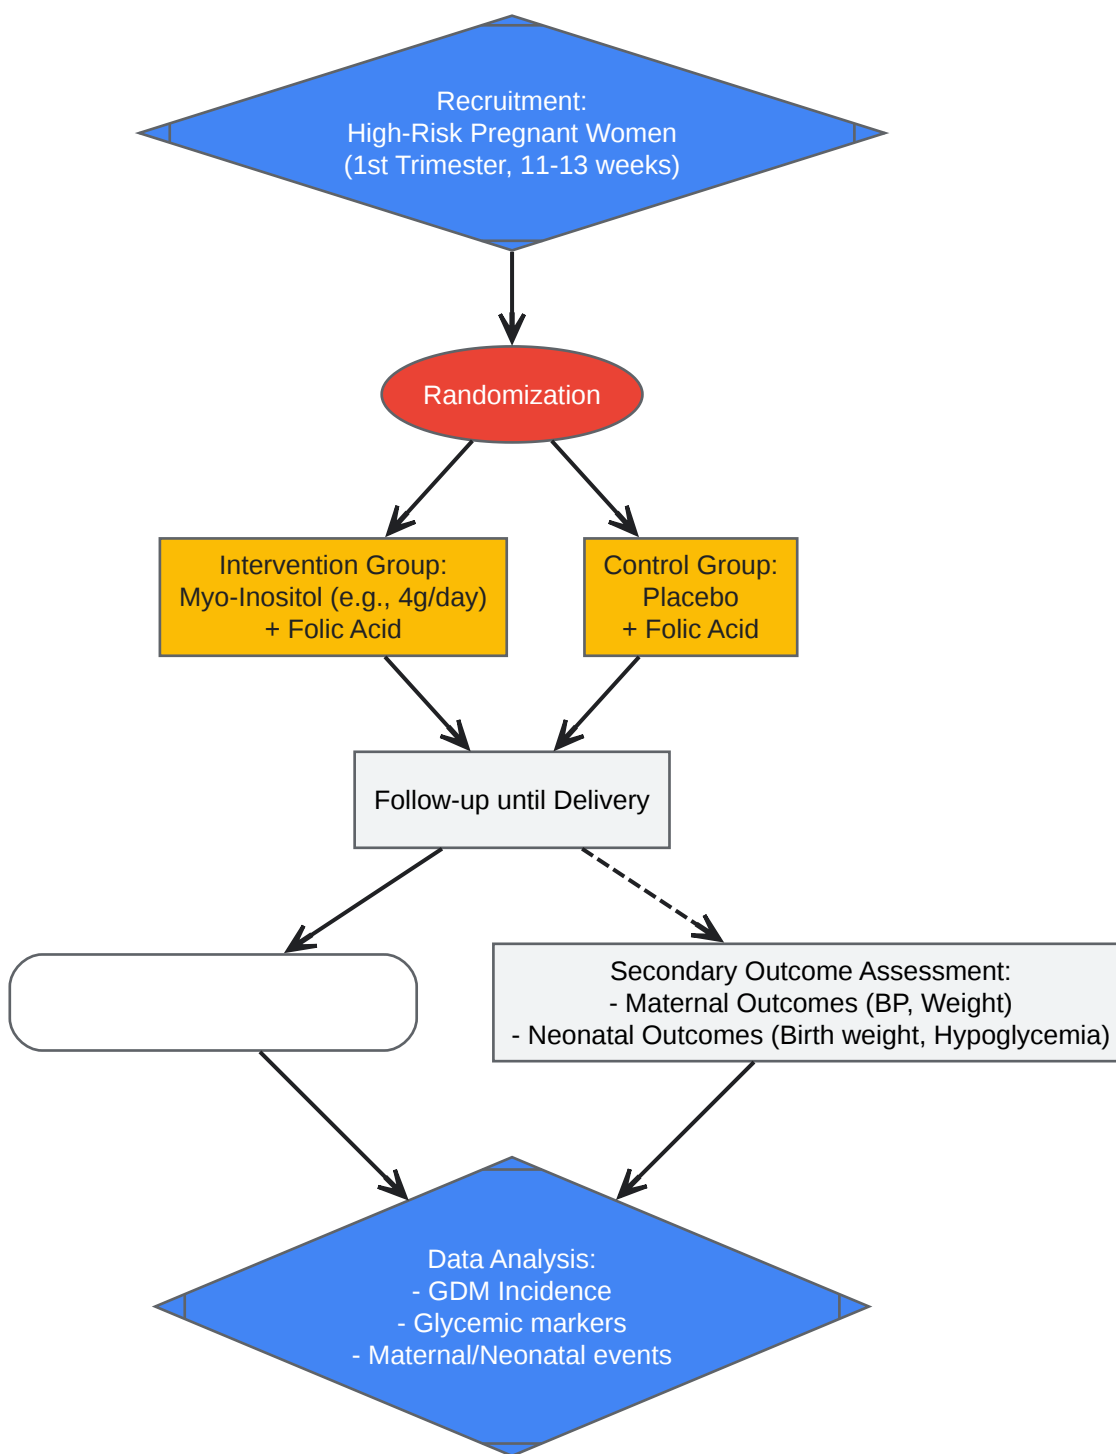 Recruitment:
High-Risk Pregnant Women
(1st Trimester, 11-13 weeks)
Randomization
Intervention Group:
Myo-Inositol (e.g., 4g/day)
+ Folic Acid
Control Group:
Placebo
+ Folic Acid
Follow-up until Delivery
Secondary Outcome Assessment:
- Maternal Outcomes (BP, Weight)
- Neonatal Outcomes (Birth weight, Hypoglycemia)
Data Analysis:
- GDM Incidence
- Glycemic markers
- Maternal/Neonatal events